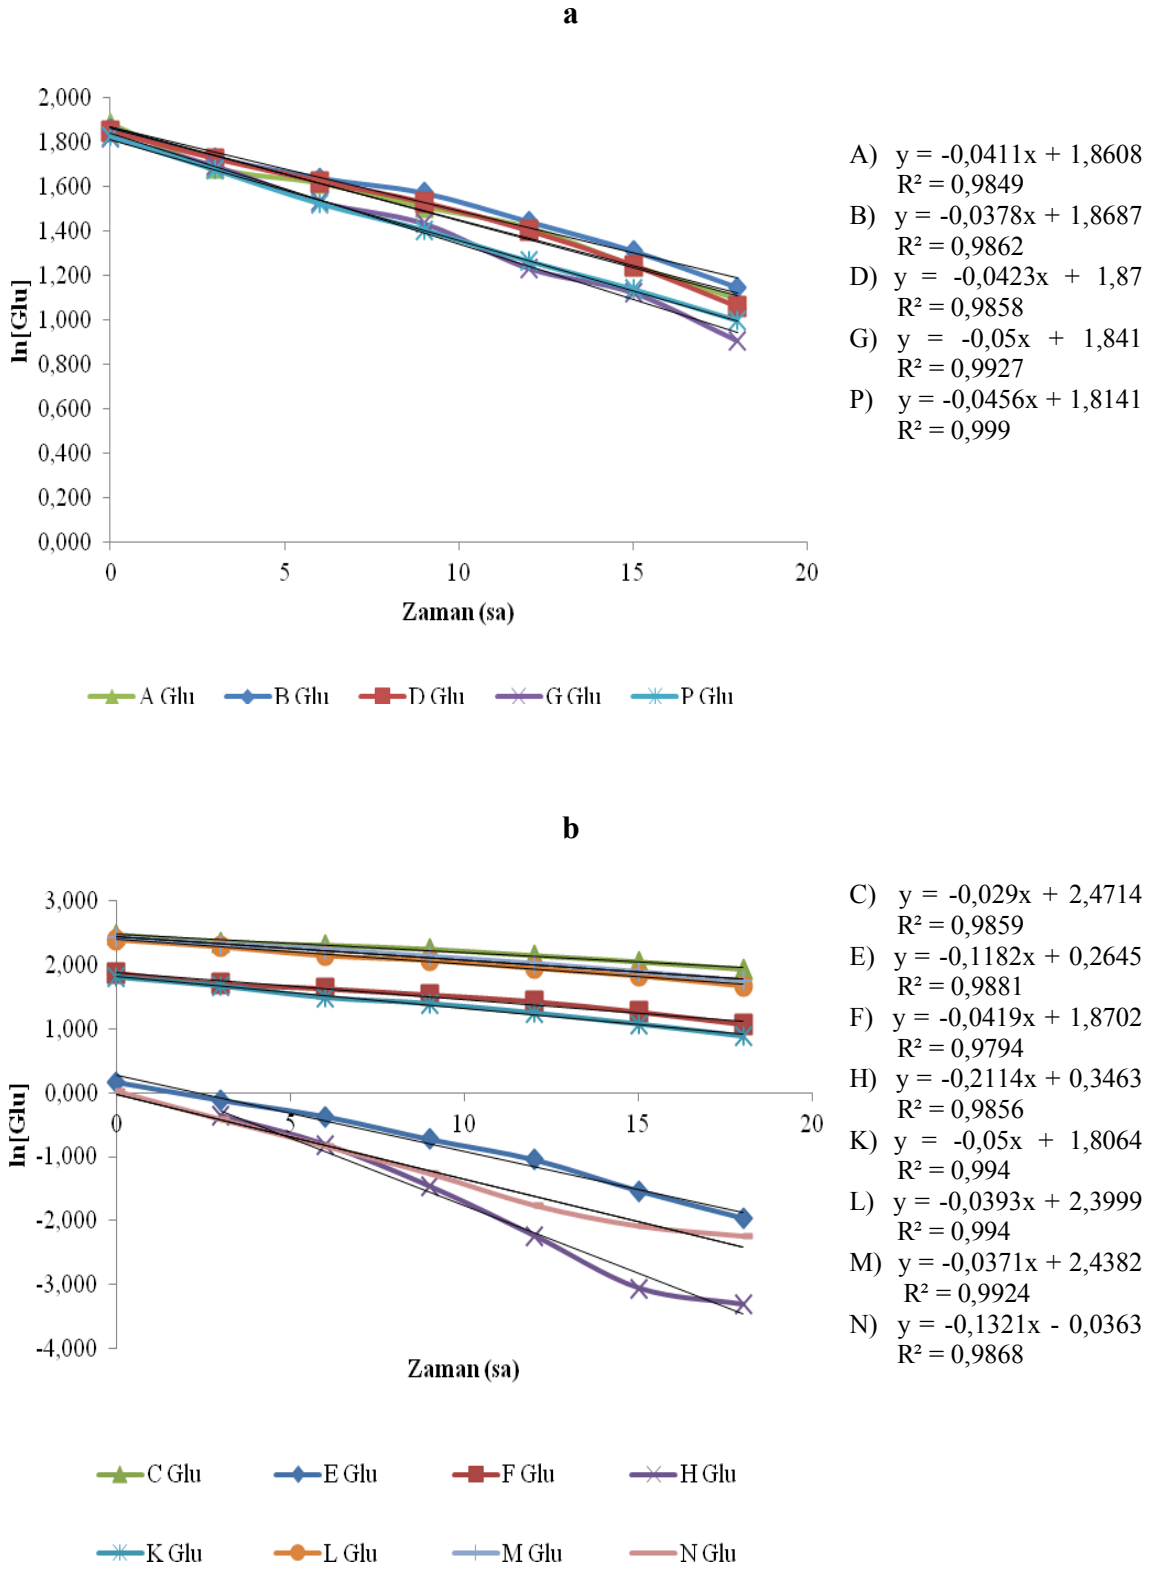 a
2,000
1,800
1,600
1,400
1,200
1,000
0,800
0,600
0,400
0,200
0,000
ln[Glu]
0 5 10 15 20
Zaman (sa)
A Glu B Glu D Glu G Glu P Glu
A) y = -0,0411x + 1,8608
R² = 0,9849
B) y = -0,0378x + 1,8687
R² = 0,9862
D) y = -0,0423x + 1,87
R² = 0,9858
G) y = -0,05x + 1,841
R² = 0,9927
P) y = -0,0456x + 1,8141
R² = 0,999
b
3,000
2,000
1,000
0,000
-1,000
-2,000
-3,000
-4,000
ln[Glu]
0 5 10 15 20
Zaman (sa)
C Glu E Glu F Glu H Glu
K Glu L Glu M Glu N Glu
C) y = -0,029x + 2,4714
R² = 0,9859
E) y = -0,1182x + 0,2645
R² = 0,9881
F) y = -0,0419x + 1,8702
R² = 0,9794
H) y = -0,2114x + 0,3463
R² = 0,9856
K) y = -0,05x + 1,8064
R² = 0,994
L) y = -0,0393x + 2,3999
R² = 0,994
M) y = -0,0371x + 2,4382
R² = 0,9924
N) y = -0,1321x - 0,0363
R² = 0,9868